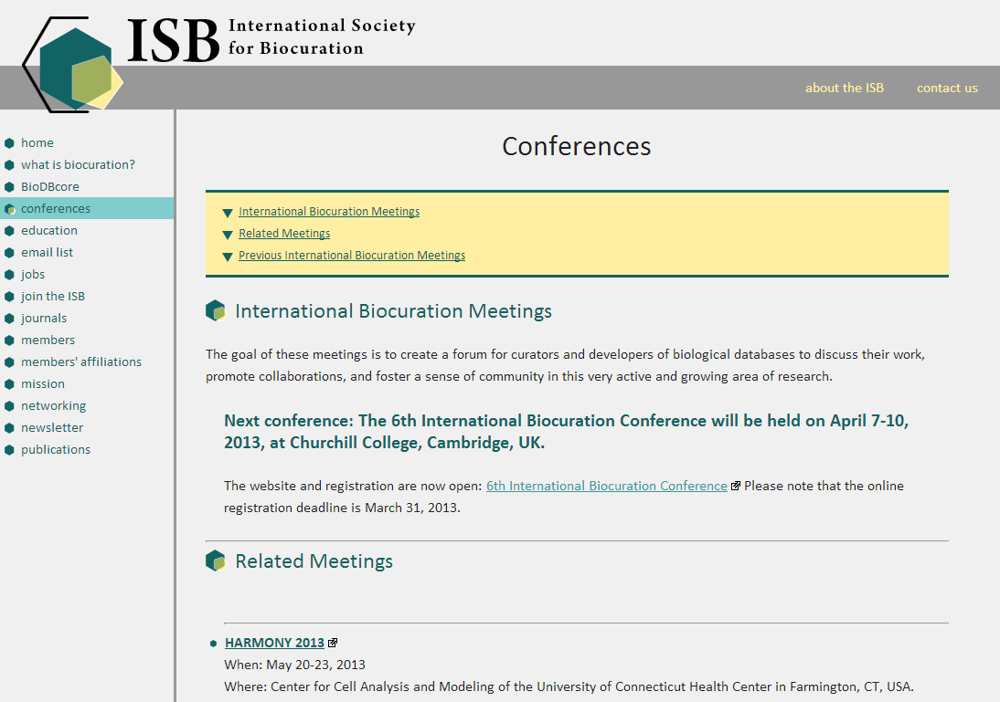 ISB International Society
for Biocuration
about the ISB contact us
home
what is biocuration?
BioDBcore
conferences
education
email list
jobs
join the ISB
journals
members
members' affiliations
mission
networking
newsletter
publications
Conferences
International Biocuration Meetings
Related Meetings
Previous International Biocuration Meetings
International Biocuration Meetings
The goal of these meetings is to create a forum for curators and developers of biological databases to discuss their work,
promote collaborations, and foster a sense of community in this very active and growing area of research.
Next conference: The 6th International Biocuration Conference will be held on April 7-10,
2013, at Churchill College, Cambridge, UK.
The website and registration are now open: 6th International Biocuration Conference Please note that the online
registration deadline is March 31, 2013.
Related Meetings
HARMONY 2013
When: May 20-23, 2013
Where: Center for Cell Analysis and Modeling of the University of Connecticut Health Center in Farmington, CT, USA.